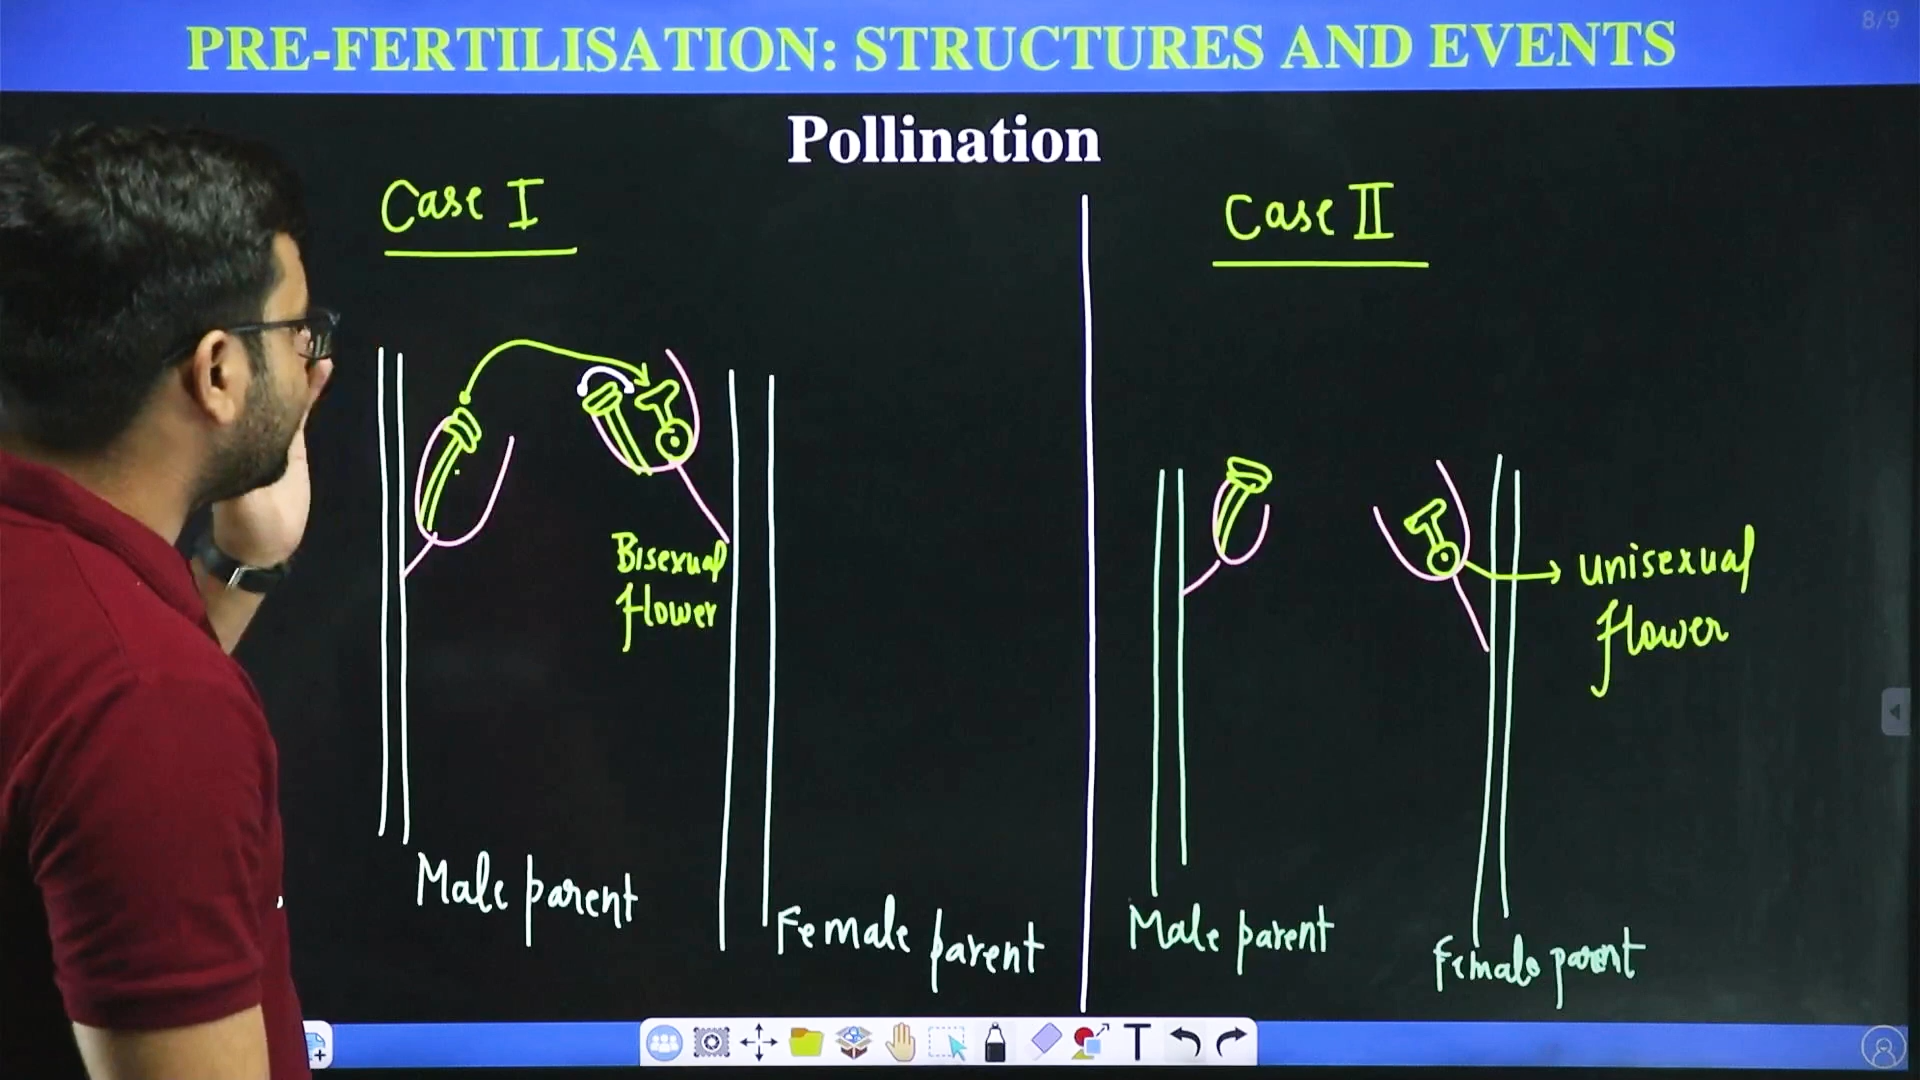 8/9
PRE-FERTILISATION: STRUCTURES AND EVENTS
Pollination
Case I
Case II
Bisexual
flower
unisexual
flower
Male parent
Female parent
Male parent
Female parent
T